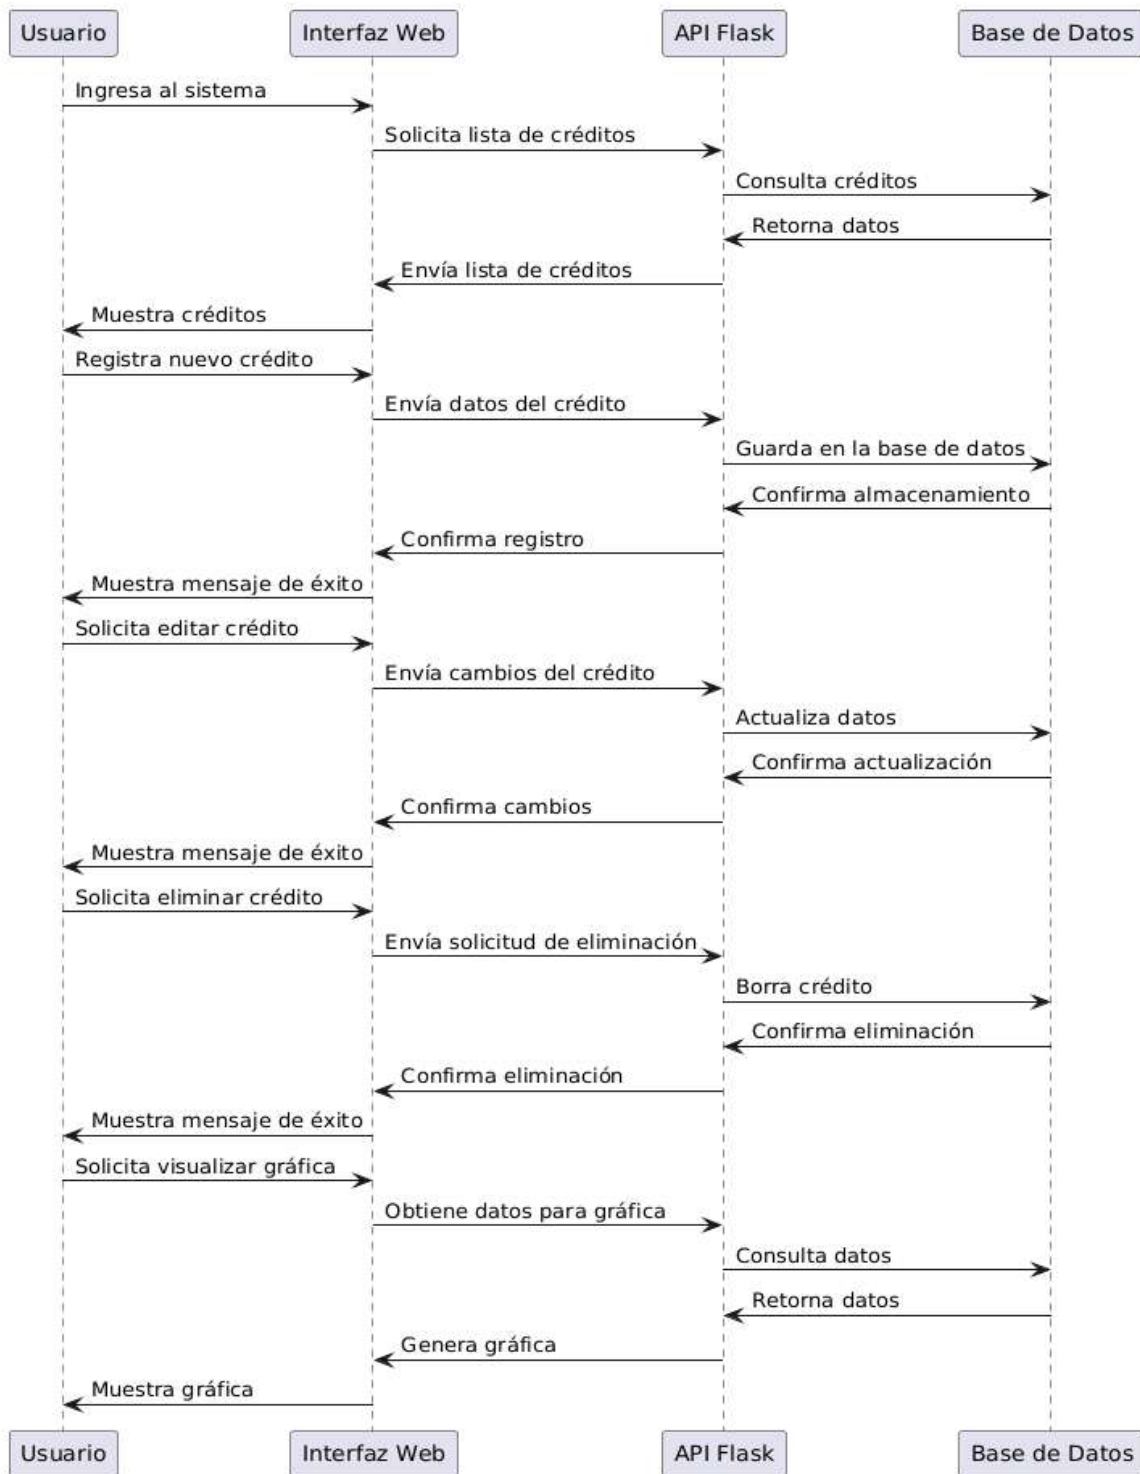 Usuario
Interfaz Web
API Flask
Base de Datos
Ingresa al sistema
Solicita lista de créditos
Consulta créditos
Retorna datos
Envía lista de créditos
Muestra créditos
Registra nuevo crédito
Envía datos del crédito
Guarda en la base de datos
Confirma almacenamiento
Confirma registro
Muestra mensaje de éxito
Solicita editar crédito
Envía cambios del crédito
Actualiza datos
Confirma actualización
Confirma cambios
Muestra mensaje de éxito
Solicita eliminar crédito
Envía solicitud de eliminación
Borra crédito
Confirma eliminación
Confirma eliminación
Muestra mensaje de éxito
Solicita visualizar gráfica
Obtiene datos para gráfica
Consulta datos
Retorna datos
Genera gráfica
Muestra gráfica
Usuario
Interfaz Web
API Flask
Base de Datos